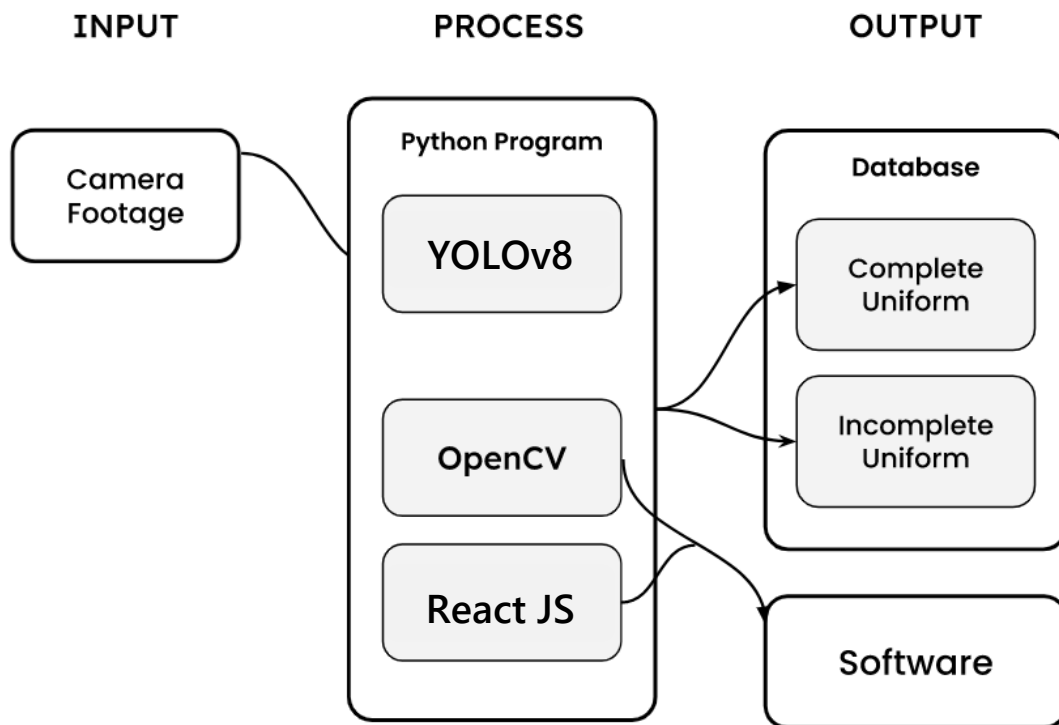 INPUT
PROCESS
OUTPUT
Camera
Footage
Python Program
YOLOv8
OpenCV
React JS
Database
Complete
Uniform
Incomplete
Uniform
Software